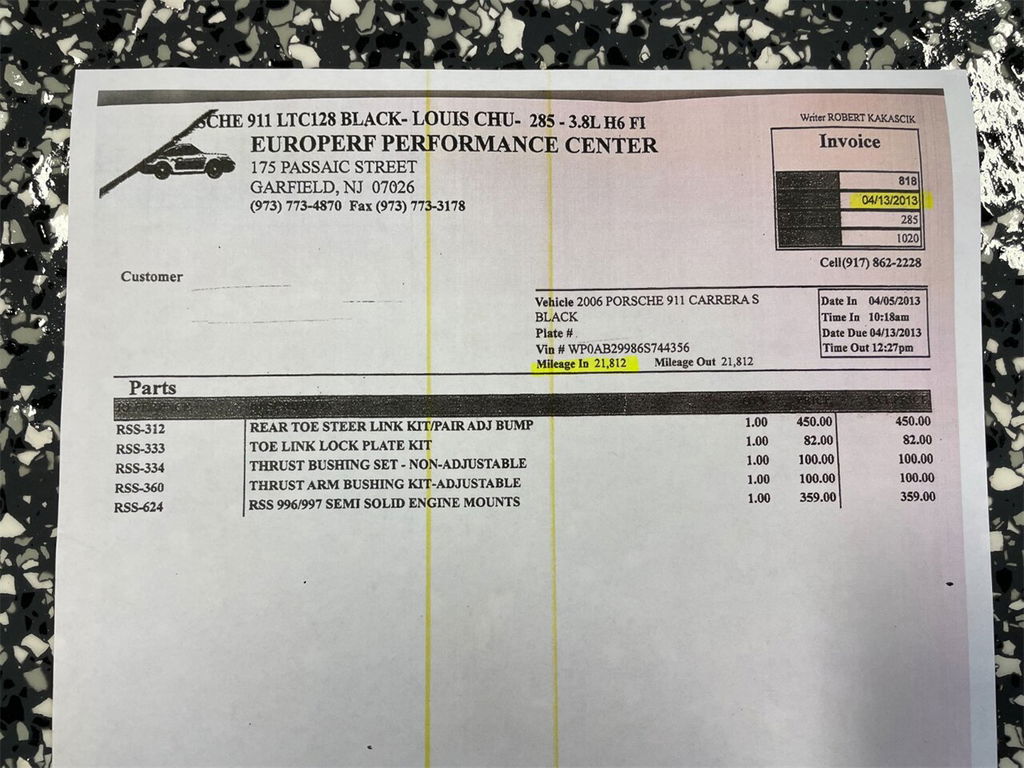 SCHE 911 LTC128 BLACK- LOUIS CHU- 285 - 3.8L H6 FI
Writer ROBERT KAKASCIK
EUROPERF PERFORMANCE CENTER
175 PASSAIC STREET
GARFIELD, NJ 07026
(973) 773-4870 Fax (973) 773-3178
Invoice
818
04/13/2013
285
1020
Cell(917) 862-2228
Customer
Vehicle 2006 PORSCHE 911 CARRERA S
BLACK
Plate #
Vin # WP0AB29986S744356
Mileage In 21,812 Mileage Out 21,812
Date In 04/05/2013
Time In 10:18am
Date Due 04/13/2013
Time Out 12:27pm
Parts
RSS-312 REAR TOE STEER LINK KIT/PAIR ADJ BUMP 1.00 450.00 450.00
RSS-333 TOE LINK LOCK PLATE KIT 1.00 82.00 82.00
RSS-334 THRUST BUSHING SET - NON-ADJUSTABLE 1.00 100.00 100.00
RSS-360 THRUST ARM BUSHING KIT-ADJUSTABLE 1.00 100.00 100.00
RSS-624 RSS 996/997 SEMI SOLID ENGINE MOUNTS 1.00 359.00 359.00